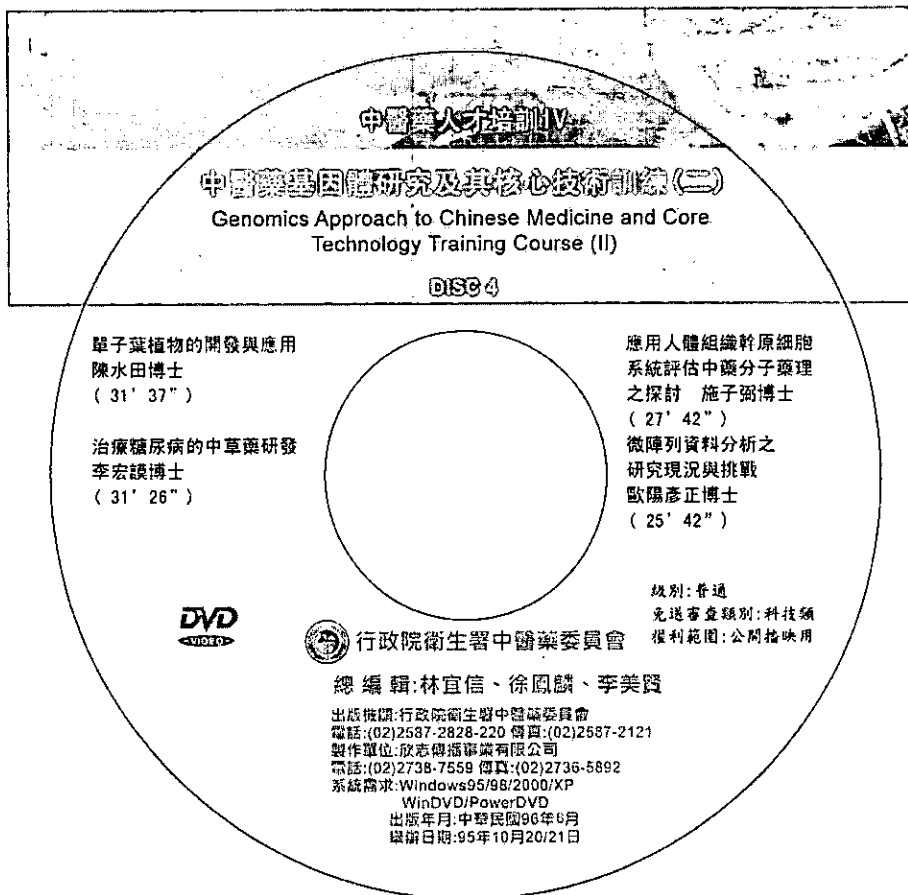 中醫藥人才培訓IV
中醫藥基因體研究及其核心技術訓練(二)
Genomics Approach to Chinese Medicine and Core
Technology Training Course (II)
DISC 4
單子葉植物的開發與應用
陳水田博士
( 31' 37” )
治療糖尿病的中草藥研發
李宏謨博士
( 31' 26” )
應用人體組織幹原細胞
系統評估中藥分子藥理
之探討 施子弼博士
( 27' 42” )
微陣列資料分析之
研究現況與挑戰
歐陽彥正博士
( 25' 42” )
級別:普通
免送審查類別:科技類
權利範圍:公開播映用
DVD
VIDEO
行政院衛生署中醫藥委員會
總編輯:林宜信、徐鳳麟、李美賢
出版機關:行政院衛生署中醫藥委員會
電話:(02)2587-2828-220 傳真:(02)2587-2121
製作單位:欣志傳播事業有限公司
電話:(02)2738-7559 傳真:(02)2736-5892
系統需求:Windows95/98/2000/XP
WinDVD/PowerDVD
出版年月:中華民國96年6月
舉辦日期:95年10月20/21日